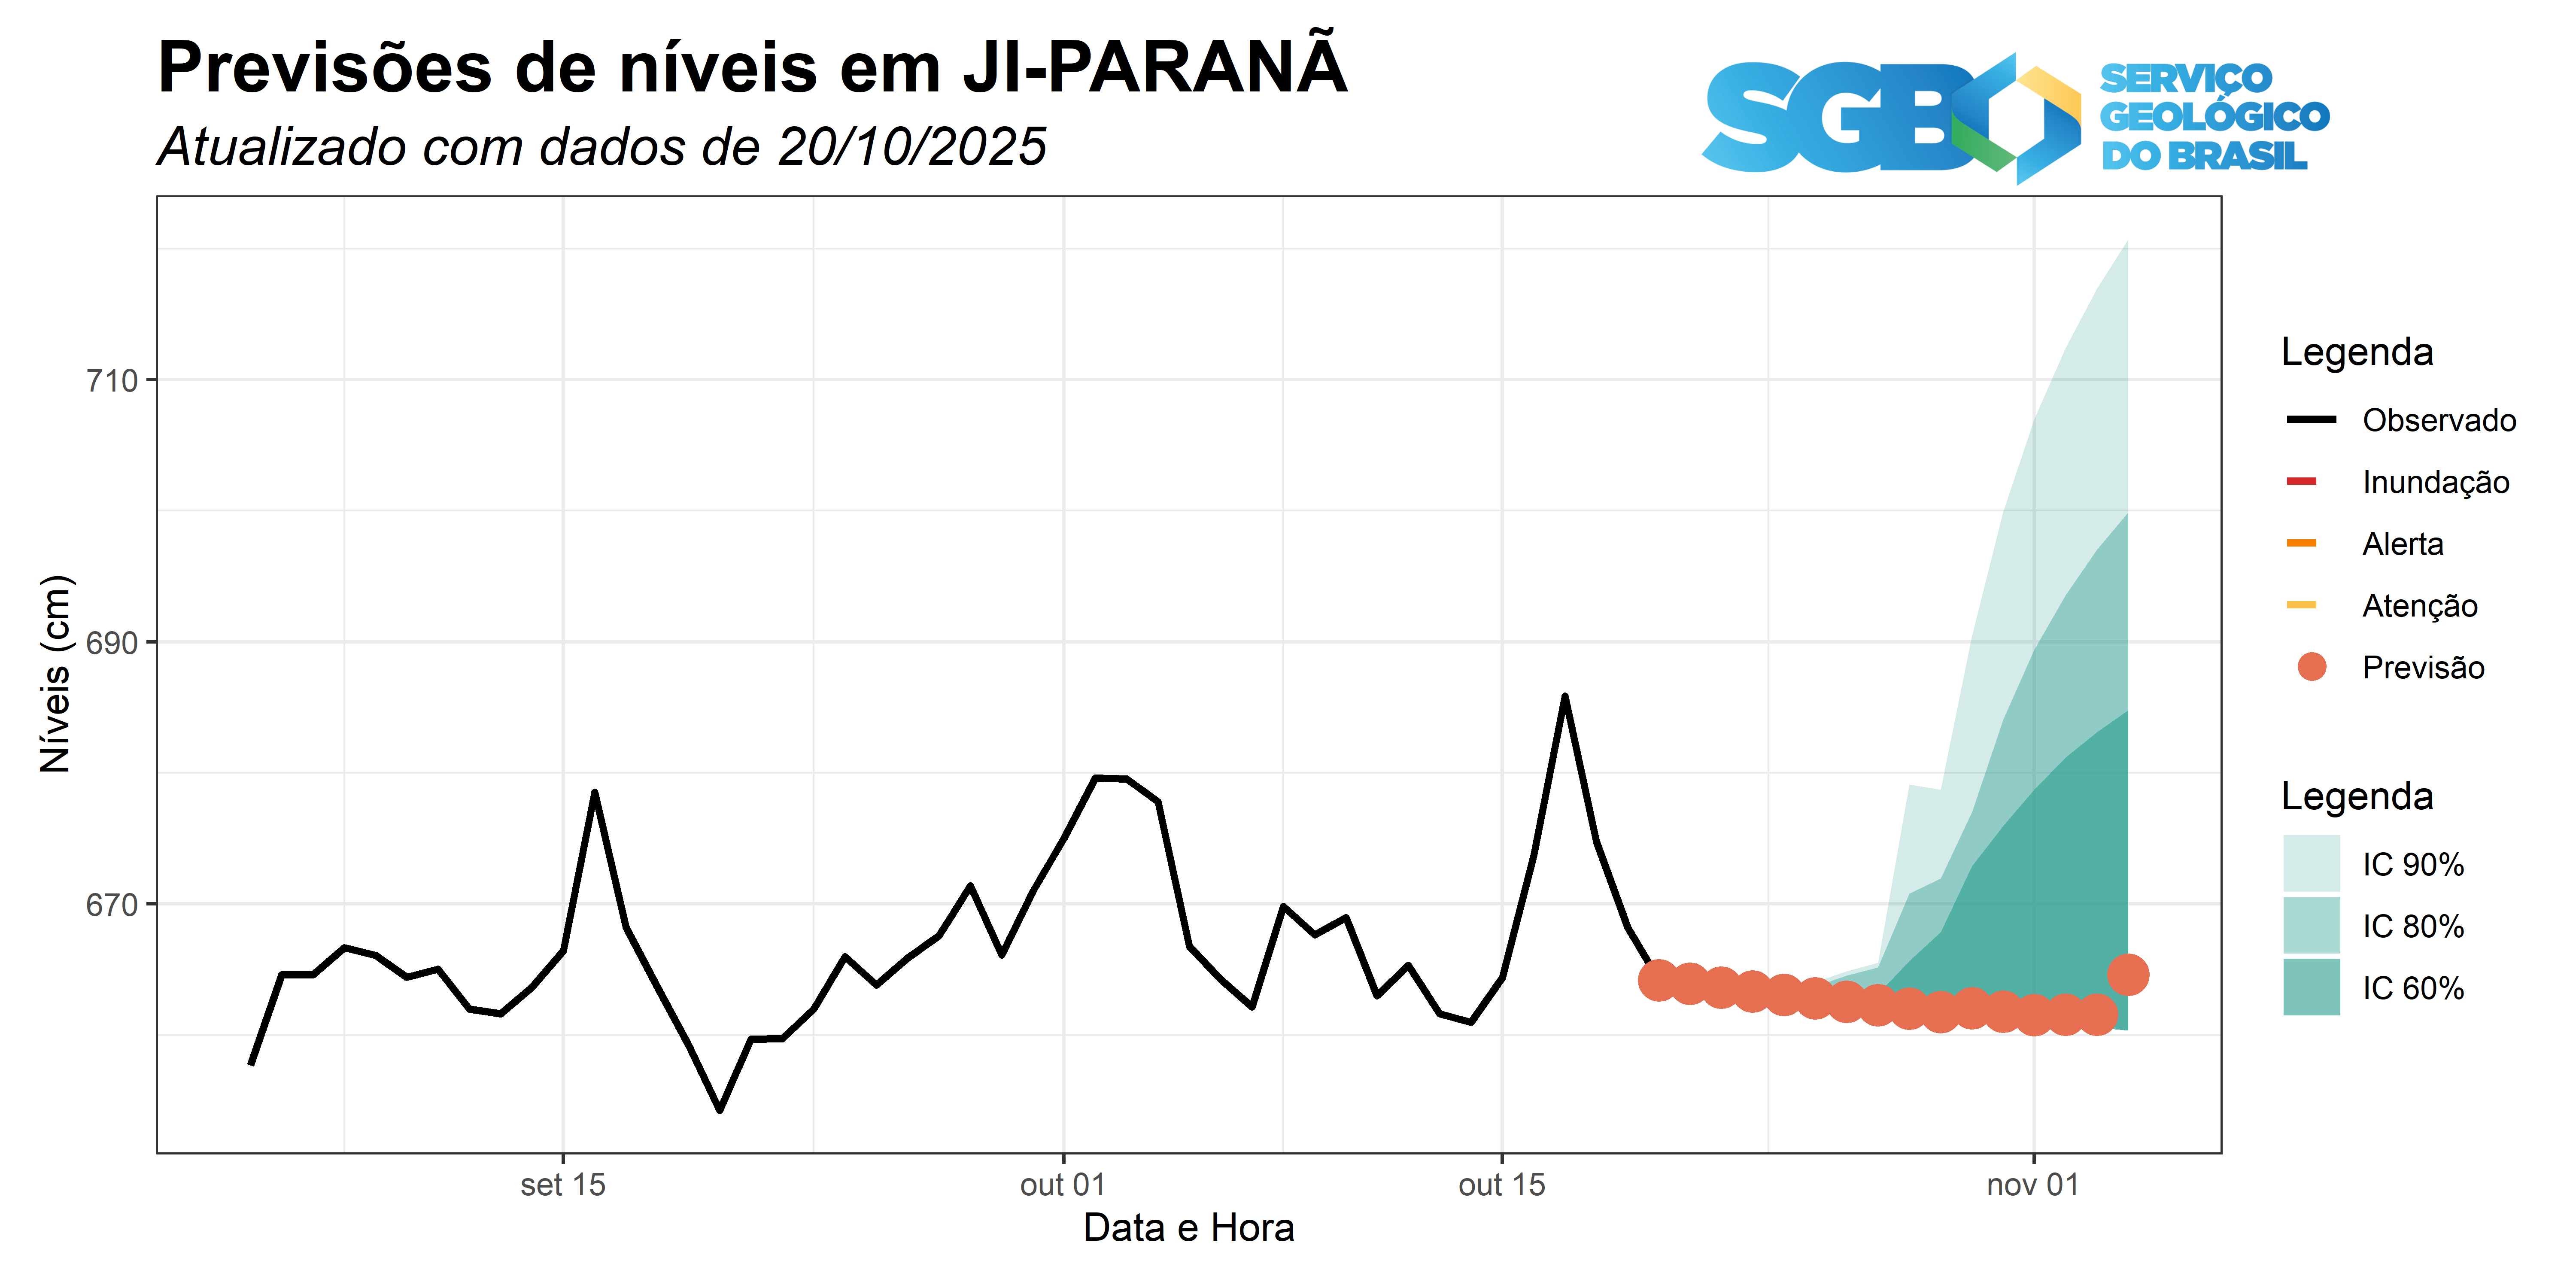 Previsões de níveis em JI-PARANÃ
Atualizado com dados de 20/10/2025
SGB
SERVIÇO
GEOLÓGICO
DO BRASIL
Níveis (cm)
710
690
670
set 15
out 01
out 15
nov 01
Data e Hora
Legenda
Observado
Inundação
Alerta
Atenção
Previsão
Legenda
IC 90%
IC 80%
IC 60%